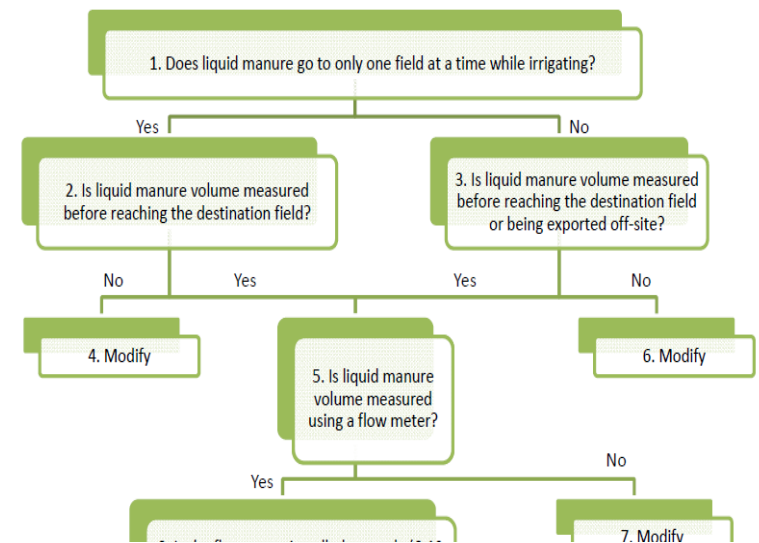 1. Does liquid manure go to only one field at a time while irrigating?
Yes
No
2. Is liquid manure volume measured
before reaching the destination field?
3. Is liquid manure volume measured
before reaching the destination field
or being exported off-site?
No
Yes
Yes
No
4. Modify
6. Modify
5. Is liquid manure
volume measured
using a flow meter?
Yes
No
7. Modify